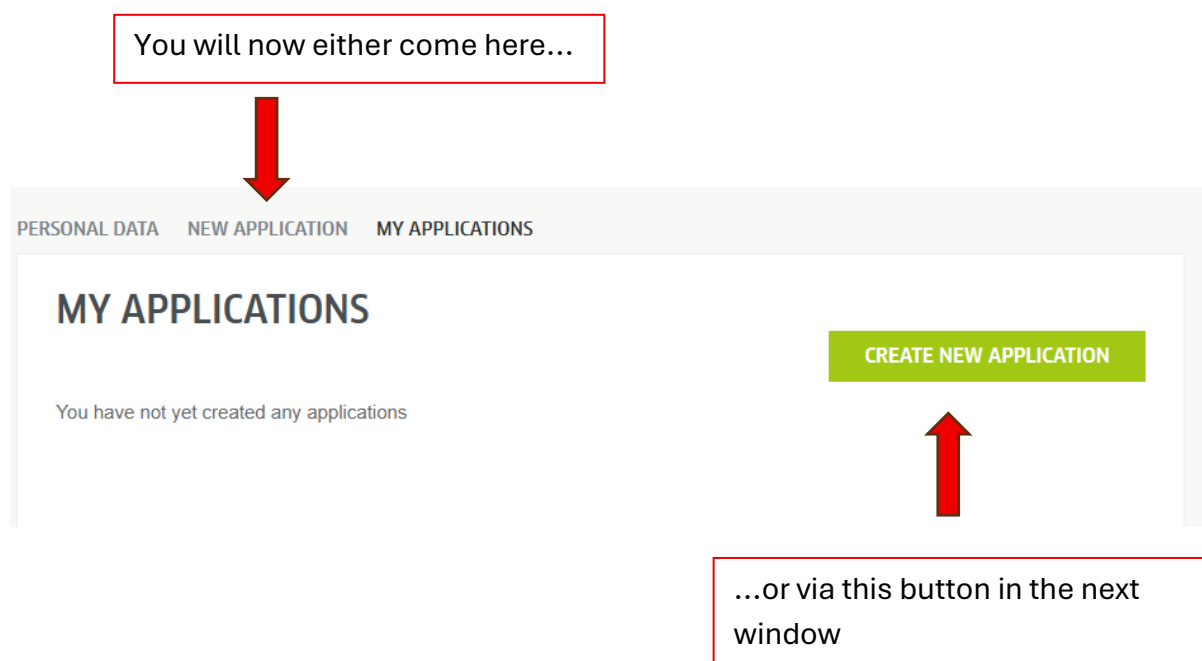 You will now either come here...
PERSONAL DATA NEW APPLICATION MY APPLICATIONS
MY APPLICATIONS
CREATE NEW APPLICATION
You have not yet created any applications
...or via this button in the next
window